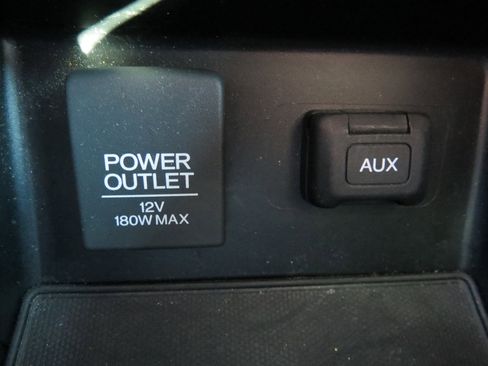 POWER
OUTLET
12V
180W MAX
AUX